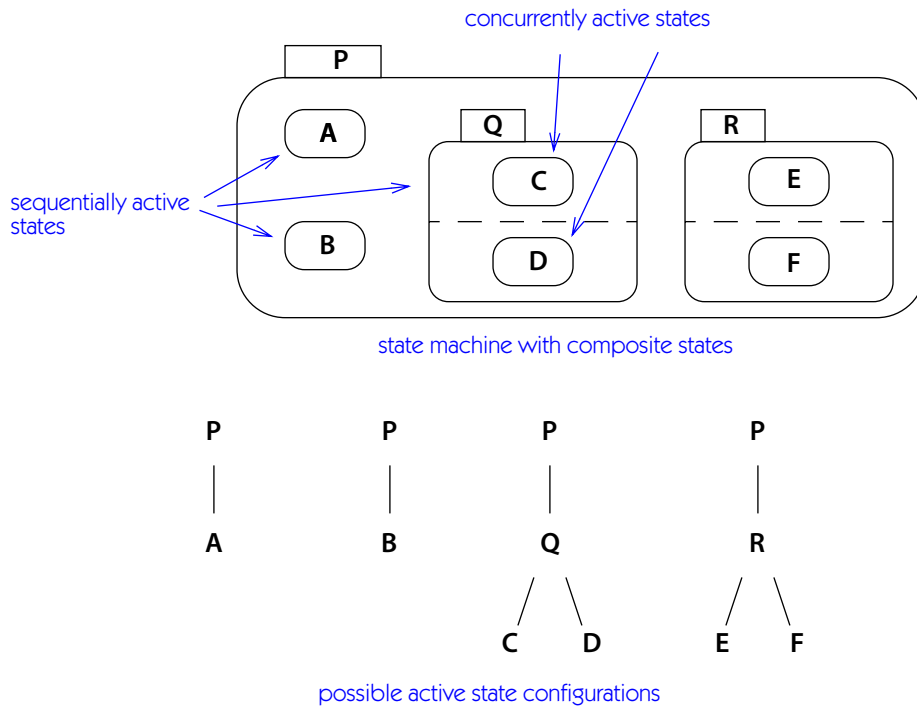 concurrently active states
P
A
Q
R
C
E
sequentially active
states
B
D
F
state machine with composite states
P P P P
A B Q R
C D E F
possible active state configurations